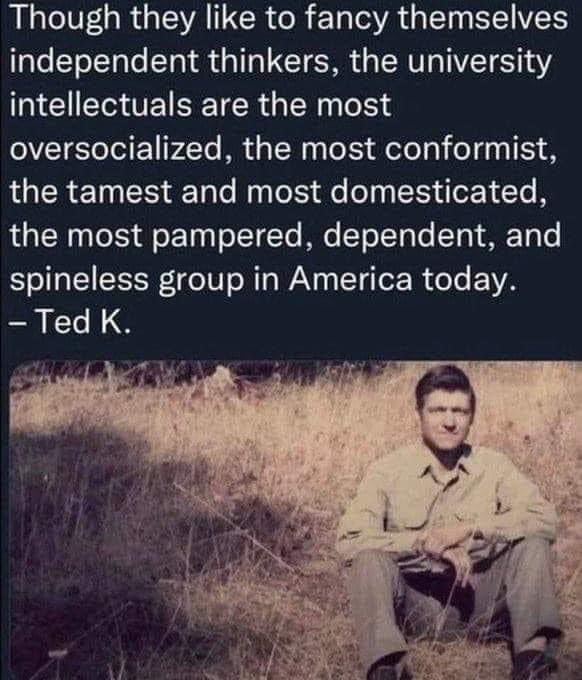 Though they like to fancy themselves
independent thinkers, the university
intellectuals are the most
oversocialized, the most conformist,
the tamest and most domesticated,
the most pampered, dependent, and
spineless group in America today.
– Ted K.